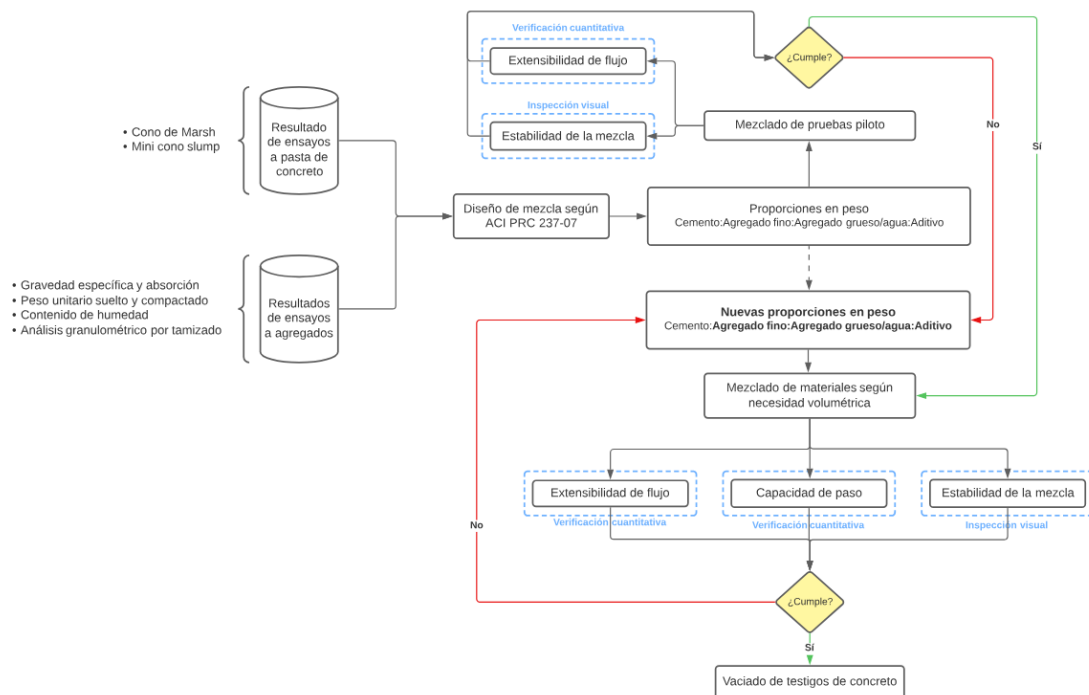 Verificación cuantitativa
Extensibilidad de flujo
¿Cumple?
Inspección visual
Estabilidad de la mezcla
Mezclado de pruebas piloto
No
Sí
• Cono de Marsh
• Mini cono slump
Resultado
de ensayos
a pasta de
concreto
Diseño de mezcla según
ACI PRC 237-07
Proporciones en peso
Cemento:Agregado fino:Agregado grueso/agua:Aditivo
• Gravedad específica y absorción
• Peso unitario suelto y compactado
• Contenido de humedad
• Análisis granulométrico por tamizado
Resultados
de ensayos
a agregados
Nuevas proporciones en peso
Cemento:Agregado fino:Agregado grueso/agua:Aditivo
Mezclado de materiales según
necesidad volumétrica
Extensibilidad de flujo
Capacidad de paso
Estabilidad de la mezcla
Verificación cuantitativa
Verificación cuantitativa
Inspección visual
No
¿Cumple?
Sí
Vaciado de testigos de concreto